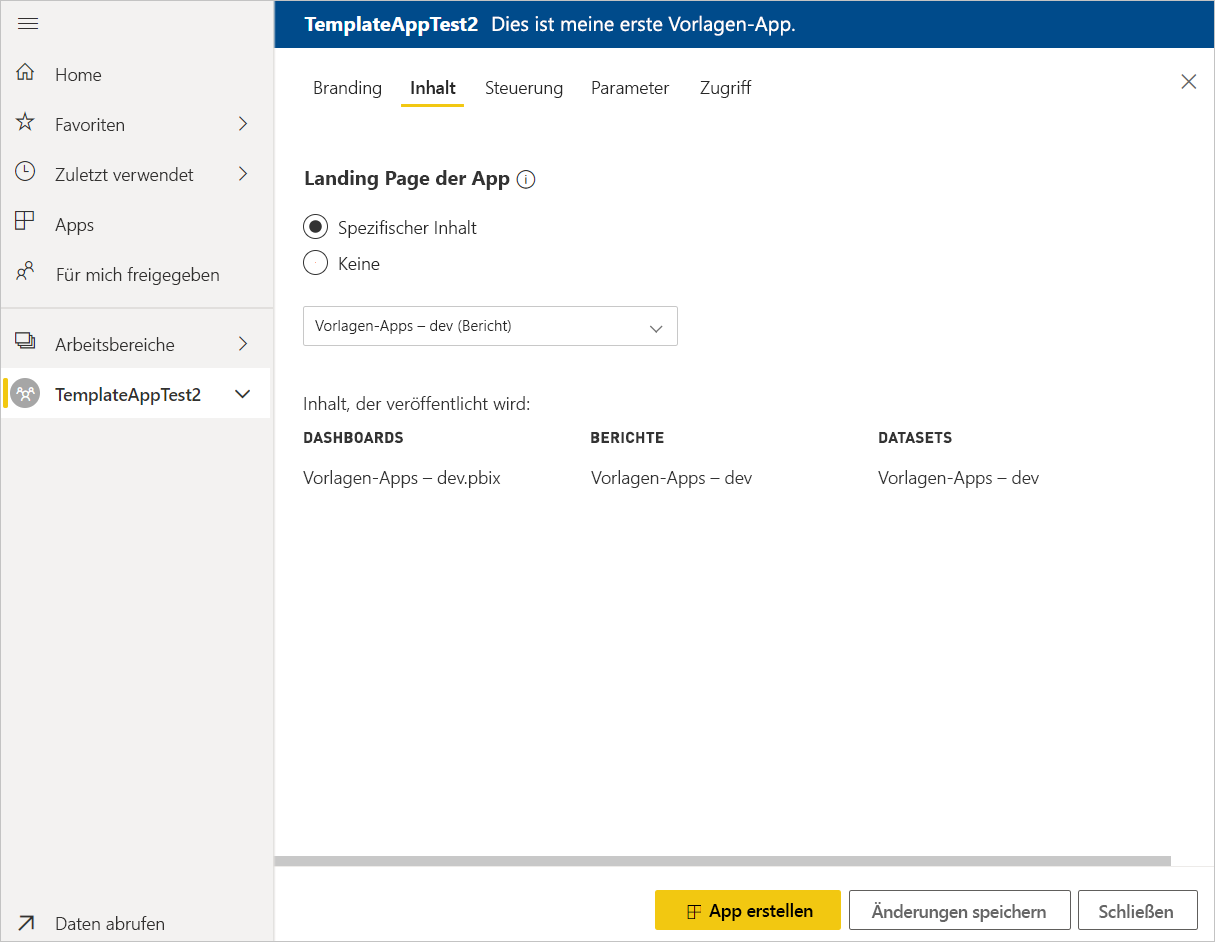 TemplateAppTest2 Dies ist meine erste Vorlagen-App.
Home
Favoriten
Zuletzt verwendet
Apps
Für mich freigegeben
Arbeitsbereiche
TemplateAppTest2
Daten abrufen
Branding Inhalt Steuerung Parameter Zugriff
Landing Page der App
Spezifischer Inhalt
Keine
Vorlagen-Apps – dev (Bericht)
Inhalt, der veröffentlicht wird:
DASHBOARDS BERICHTE DATASETS
Vorlagen-Apps – dev.pbix Vorlagen-Apps – dev Vorlagen-Apps – dev
App erstellen Änderungen speichern Schließen